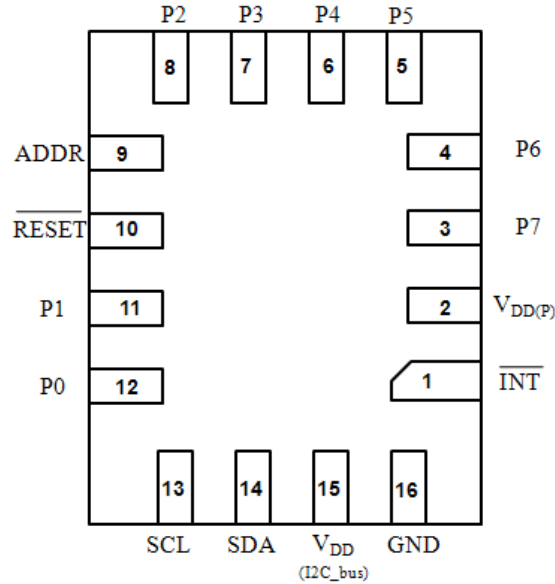 P2 P3 P4 P5
8 7 6 5
ADDR 9 4 P6
RESET 10 3 P7
P1 11 2 VDD(P)
P0 12 1 INT
13 14 15 16
SCL SDA VDD GND
(I2C_bus)